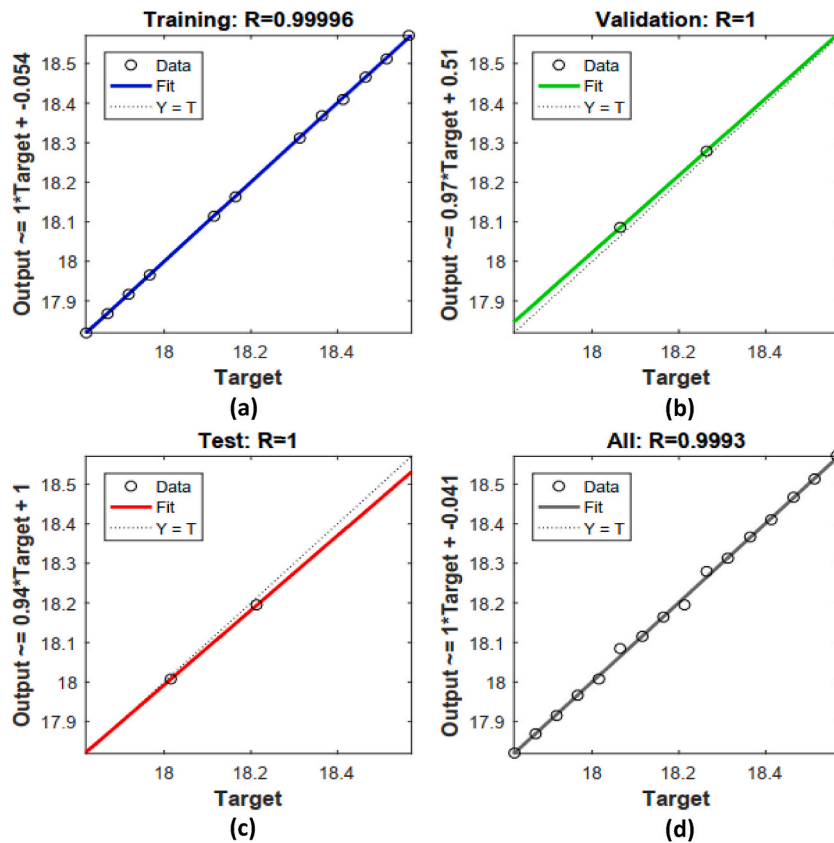 Training: R=0.99996
Output ~= 1*Target + -0.054
18.5
18.4
18.3
18.2
18.1
18
17.9
Data
Fit
Y = T
18
18.2
18.4
Target
(a)
Validation: R=1
Output ~= 0.97*Target + 0.51
18.5
18.4
18.3
18.2
18.1
18
17.9
Data
Fit
Y = T
18
18.2
18.4
Target
(b)
Test: R=1
Output ~= 0.94*Target + 1
18.5
18.4
18.3
18.2
18.1
18
17.9
Data
Fit
Y = T
18
18.2
18.4
Target
(c)
All: R=0.9993
Output ~= 1*Target + -0.041
18.5
18.4
18.3
18.2
18.1
18
17.9
Data
Fit
Y = T
18
18.2
18.4
Target
(d)